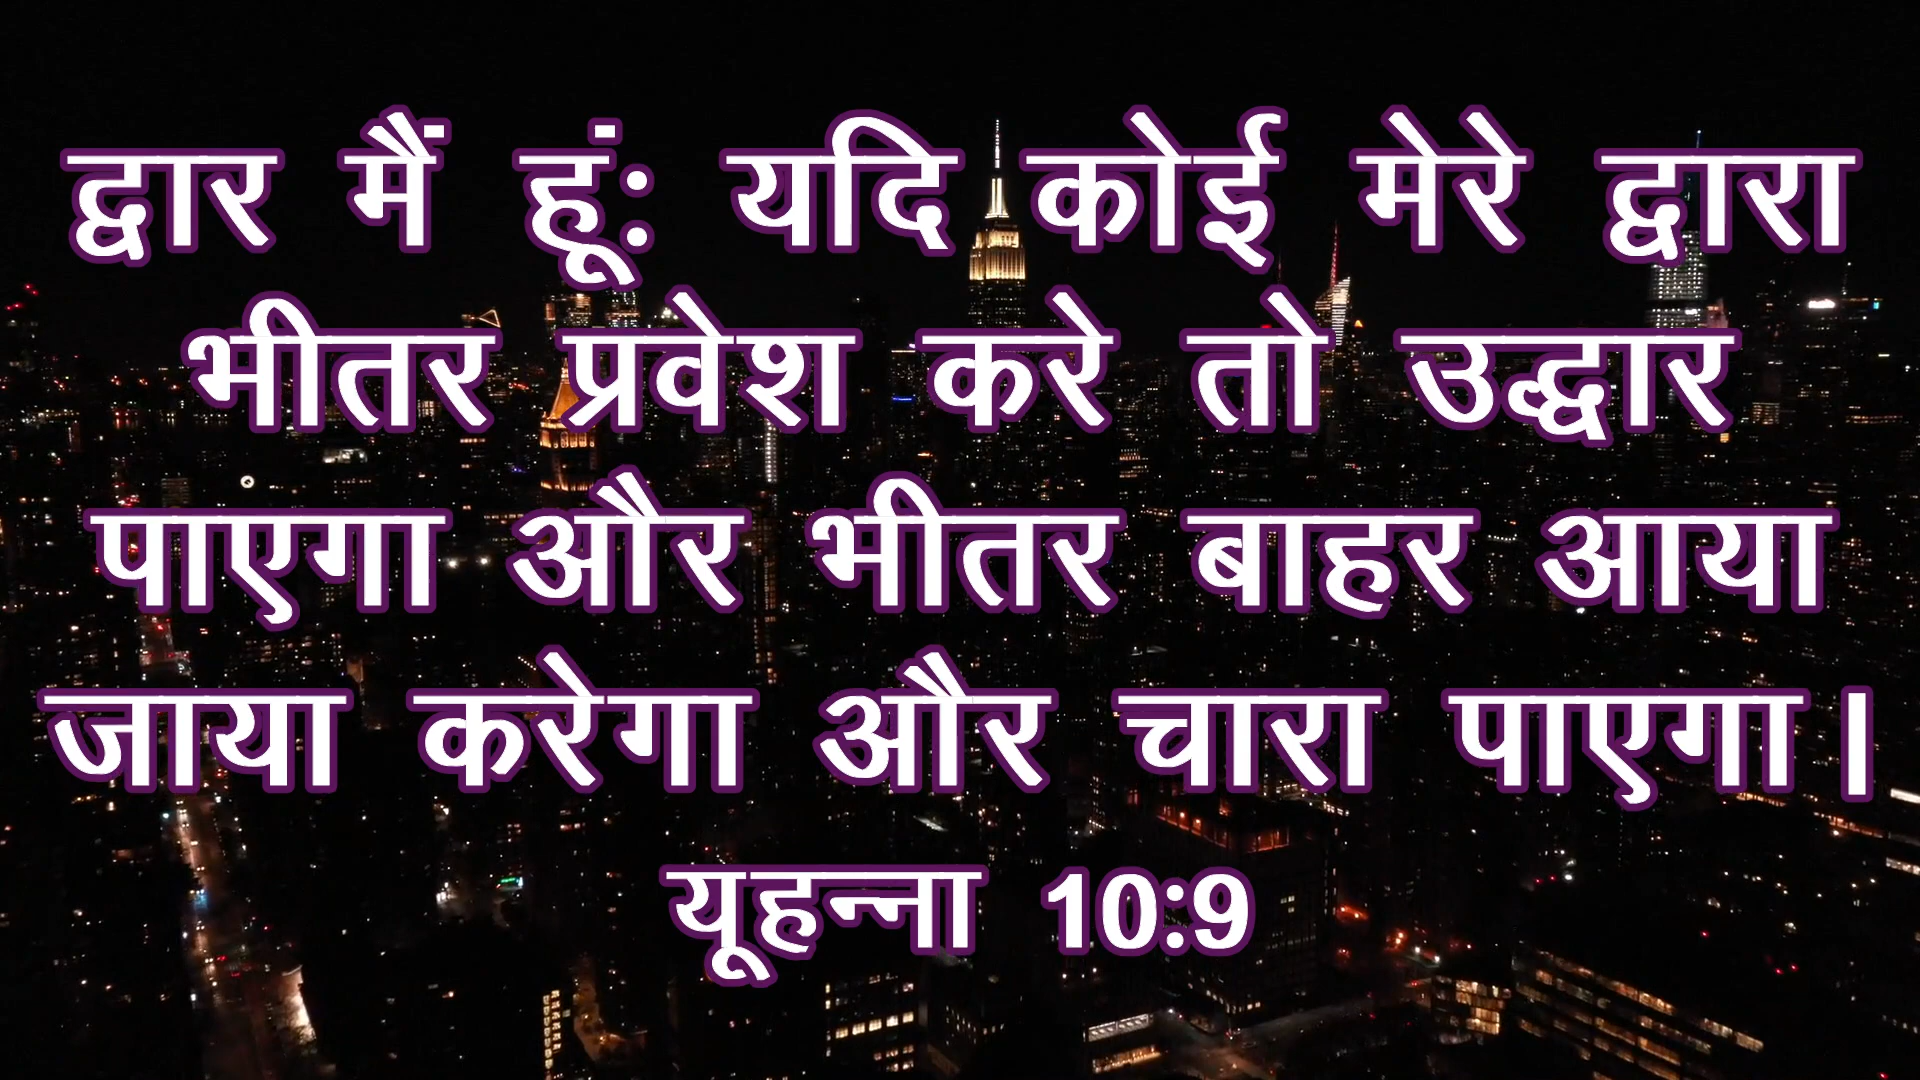 द्वार मैं हूं: यदि कोई मेरे द्वारा
भीतर प्रवेश करे तो उद्धार
पाएगा और भीतर बाहर आया
जाया करेगा और चारा पाएगा।
यूहन्ना 10:9